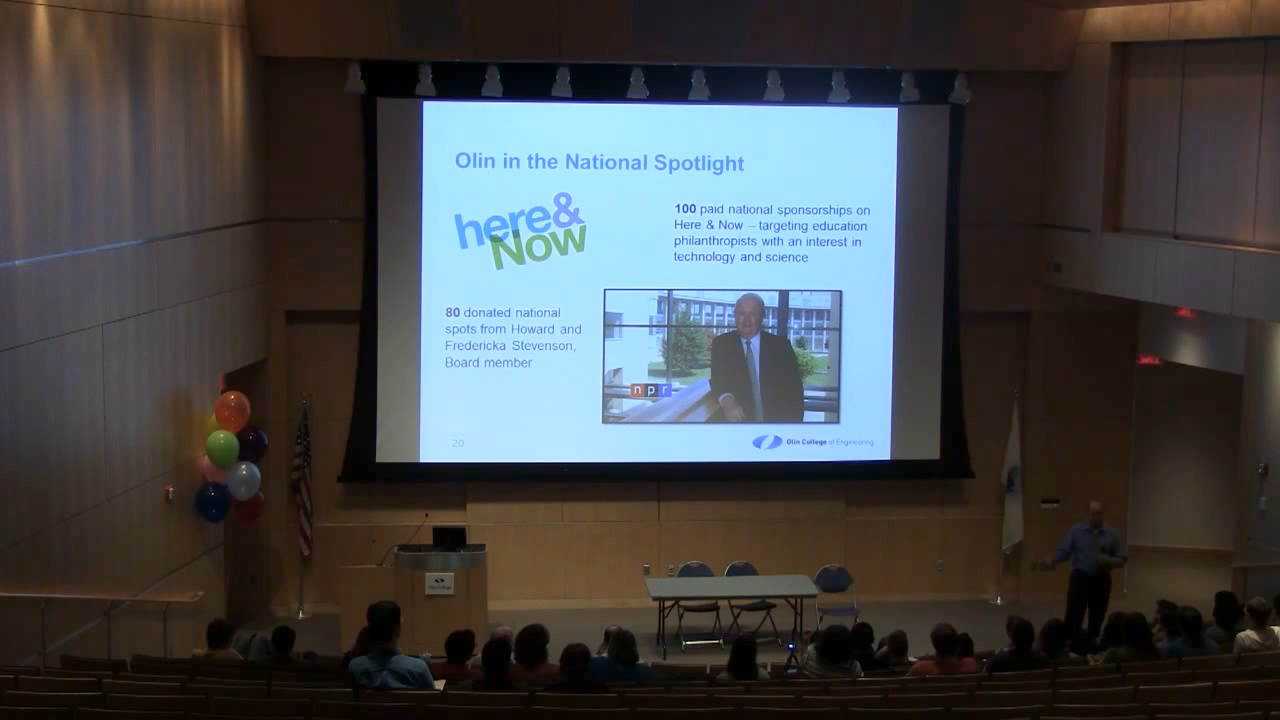 Olin in the National Spotlight
here&
Now
100 paid national sponsorships on
Here & Now – targeting education
philanthropists with an interest in
technology and science
80 donated national
spots from Howard and
Fredericka Stevenson,
Board member
npr
20
Olin College of Engineering
Olin College